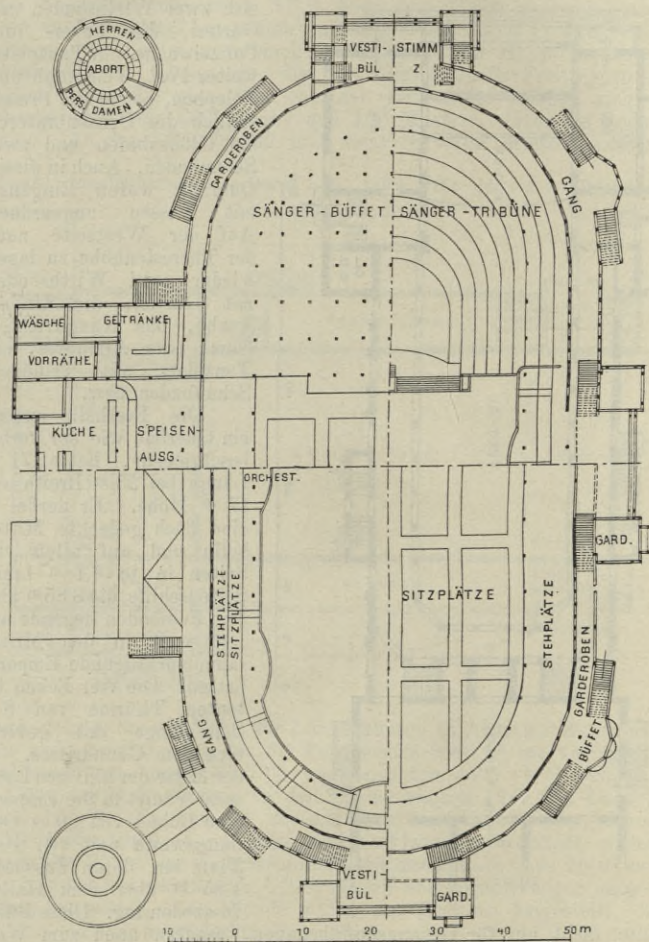 HERREN
ABORT
PERS. DAMEN
VESTI-
BÜL
STIMM
Z.
GARDEROBEN
GANG
SÄNGER-BÜFFET
SÄNGER-TRIBÜNE
WÄSCHE
GETRÄNKE
VORRÄTHE
KÜCHE
SPEISEN-
AUSG.
ORCHEST.
GARD.
STEHPLÄTZE
SITZPLÄTZE
SITZPLÄTZE
STEHPLÄTZE
GARDEROBEN
BÜFFET
GANG
VESTI-
BÜL
GARD.
10 0 10 20 30 40 50 m